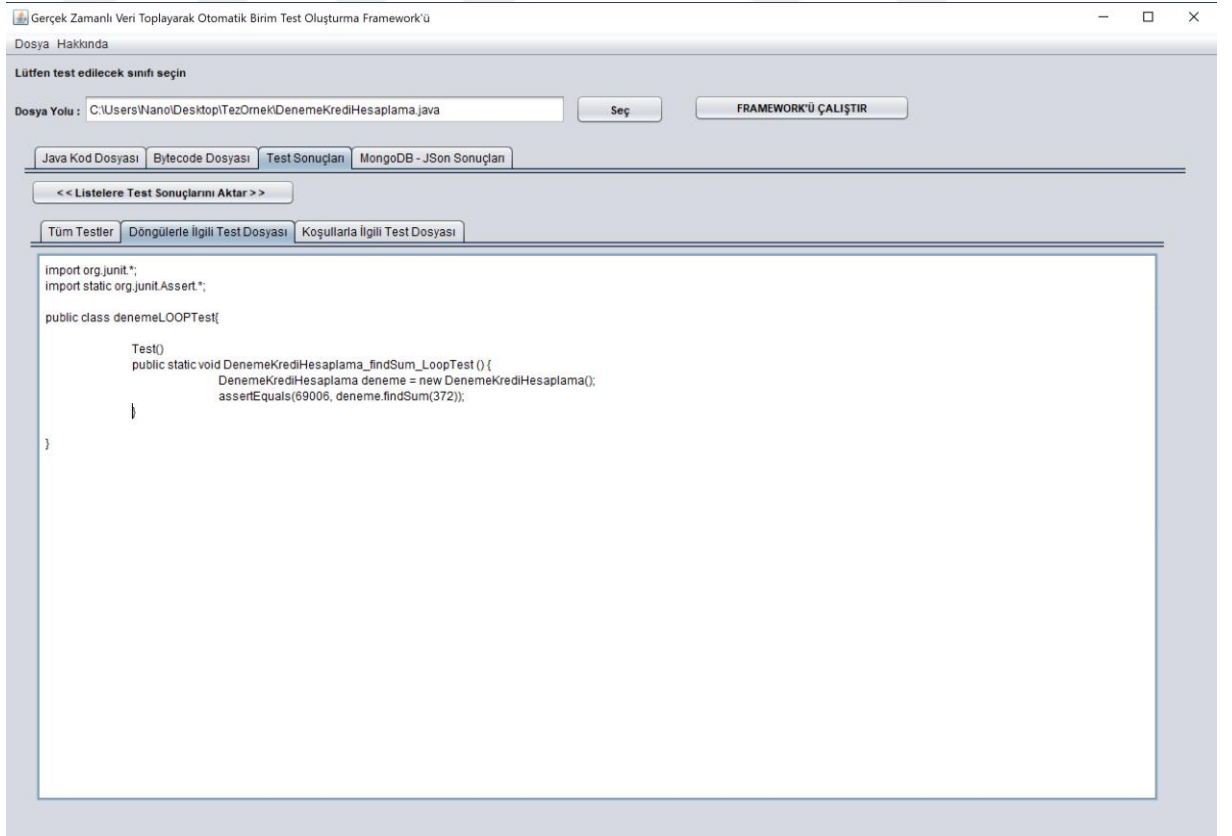 Gerçek Zamanlı Veri Toplayarak Otomatik Birim Test Oluşturma Framework'ü
Dosya Hakkında
Lütfen test edilecek sınıfı seçin
Dosya Yolu : C:\Users\Nano\Desktop\TezOrnek\DenemeKrediHesaplama.java Seç FRAMEWORK'Ü ÇALIŞTIR
Java Kod Dosyası Bytecode Dosyası Test Sonuçları MongoDB - JSon Sonuçları
<< Listelere Test Sonuçlarını Aktar >>
Tüm Testler Döngülerle İlgili Test Dosyası Koşullarla İlgili Test Dosyası
import org.junit.*;
import static org.junit.Assert.*;
public class denemeLOOPTest{
Test()
public static void DenemeKrediHesaplama_findSum_LoopTest () {
DenemeKrediHesaplama deneme = new DenemeKrediHesaplama();
assertEquals(69006, deneme.findSum(372));
}
}